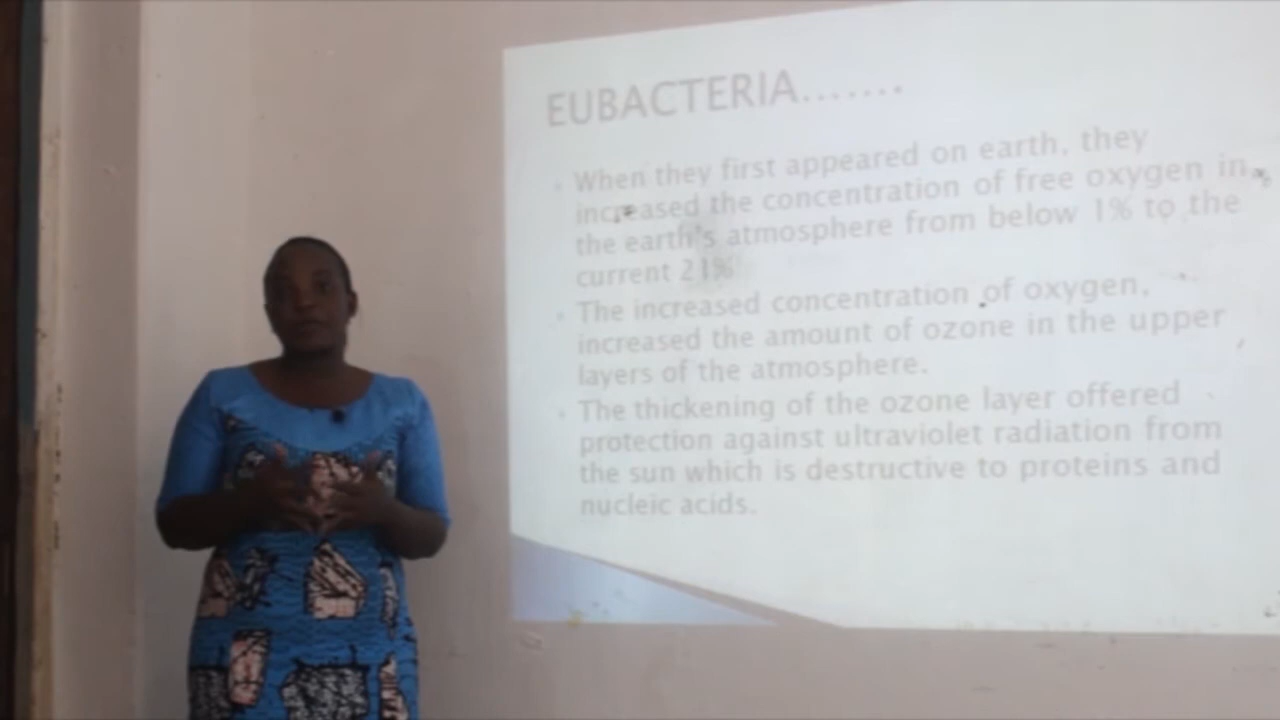 EUBACTERIA.......
When they first appeared on earth, they
increased the concentration of free oxygen in
the earth's atmosphere from below 1% to the
current 21%
The increased concentration of oxygen,
increased the amount of ozone in the upper
layers of the atmosphere.
The thickening of the ozone layer offered
protection against ultraviolet radiation from
the sun which is destructive to proteins and
nucleic acids.